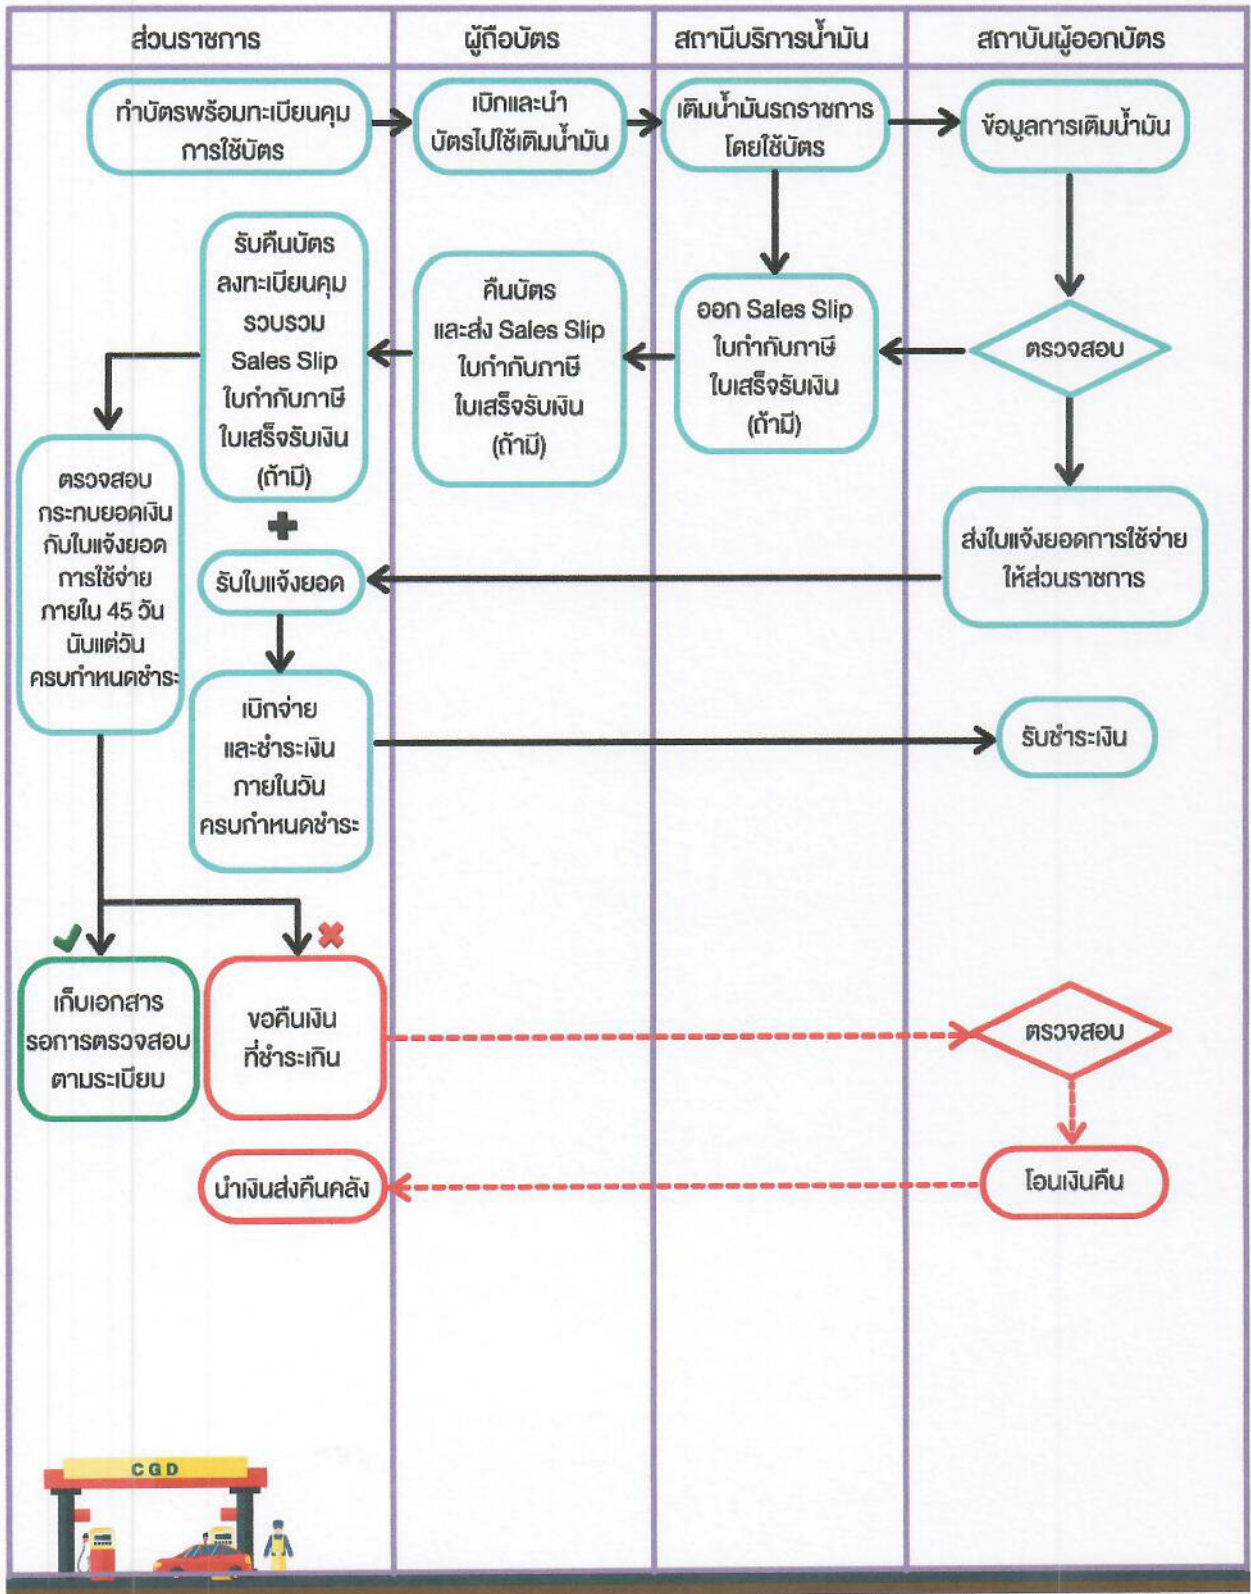 ส่วนราชการ
ผู้ถือบัตร
สถานีบริการน้ำมัน
สถาบันผู้ออกบัตร
ทำบัตรพร้อมทะเบียนคุม
การใช้บัตร
เบิกและนำ
บัตรไปใช้เติมน้ำมัน
เติมน้ำมันรถราชการ
โดยใช้บัตร
ข้อมูลการเติมน้ำมัน
รับคืนบัตร
ลงทะเบียนคุม
รวบรวม
Sales Slip
ใบกำกับภาษี
ใบเสร็จรับเงิน
(ถ้ามี)
คืนบัตร
และส่ง Sales Slip
ใบกำกับภาษี
ใบเสร็จรับเงิน
(ถ้ามี)
ออก Sales Slip
ใบกำกับภาษี
ใบเสร็จรับเงิน
(ถ้ามี)
ตรวจสอบ
ตรวจสอบ
กระทบยอดเงิน
กับใบแจ้งยอด
การใช้จ่าย
ภายใน 45 วัน
นับแต่วัน
ครบกำหนดชำระ
รับใบแจ้งยอด
ส่งใบแจ้งยอดการใช้จ่าย
ให้ส่วนราชการ
เบิกจ่าย
และชำระเงิน
ภายในวัน
ครบกำหนดชำระ
รับชำระเงิน
เก็บเอกสาร
รอการตรวจสอบ
ตามระเบียบ
ขอคืนเงิน
ที่ชำระเกิน
ตรวจสอบ
นำเงินส่งคืนคลัง
โอนเงินคืน
CGD